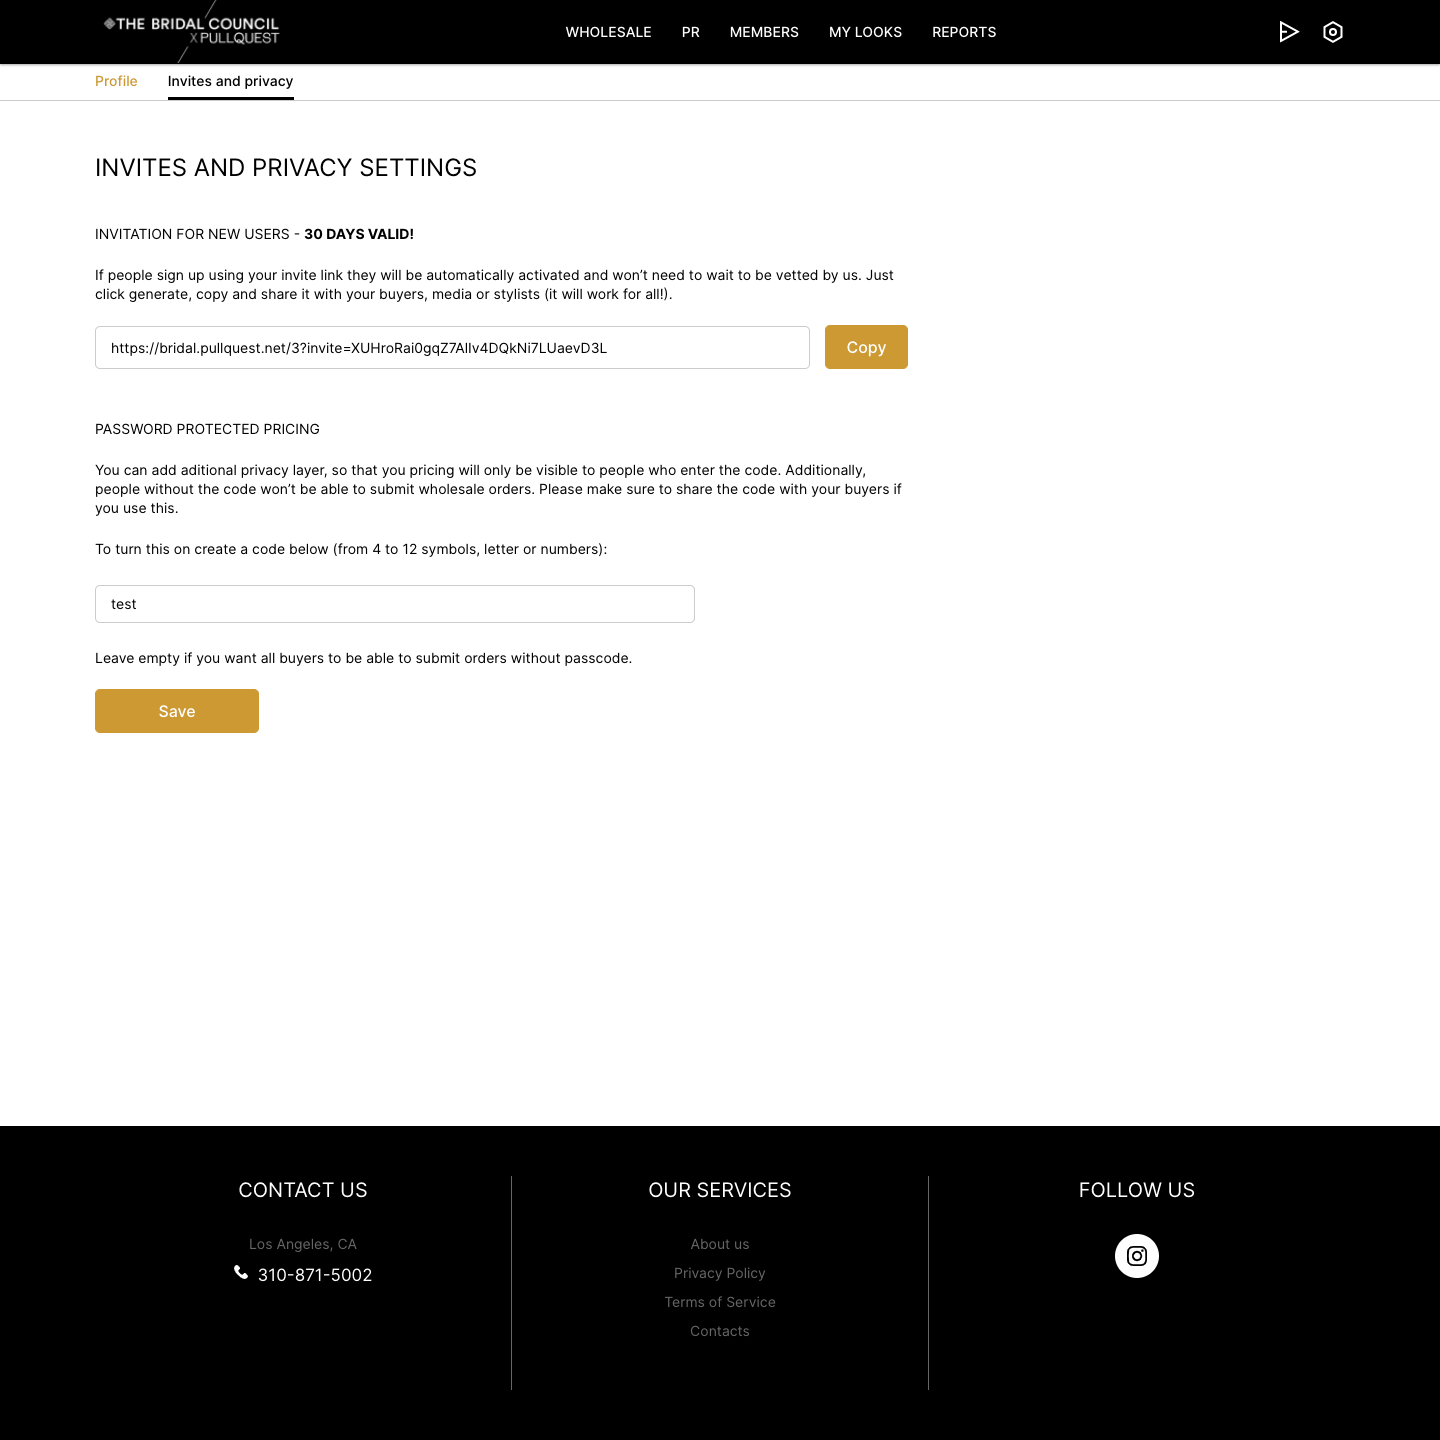 THE BRIDAL COUNCIL
X PULLQUEST
WHOLESALE PR MEMBERS MY LOOKS REPORTS
Profile Invites and privacy
INVITES AND PRIVACY SETTINGS
INVITATION FOR NEW USERS - 30 DAYS VALID!
If people sign up using your invite link they will be automatically activated and won’t need to wait to be vetted by us. Just
click generate, copy and share it with your buyers, media or stylists (it will work for all!).
https://bridal.pullquest.net/3?invite=XUHroRai0gqZ7AlIv4DQkNi7LUaevD3L Copy
PASSWORD PROTECTED PRICING
You can add aditional privacy layer, so that you pricing will only be visible to people who enter the code. Additionally,
people without the code won’t be able to submit wholesale orders. Please make sure to share the code with your buyers if
you use this.
To turn this on create a code below (from 4 to 12 symbols, letter or numbers):
test
Leave empty if you want all buyers to be able to submit orders without passcode.
Save
CONTACT US
Los Angeles, CA
310-871-5002
OUR SERVICES
About us
Privacy Policy
Terms of Service
Contacts
FOLLOW US